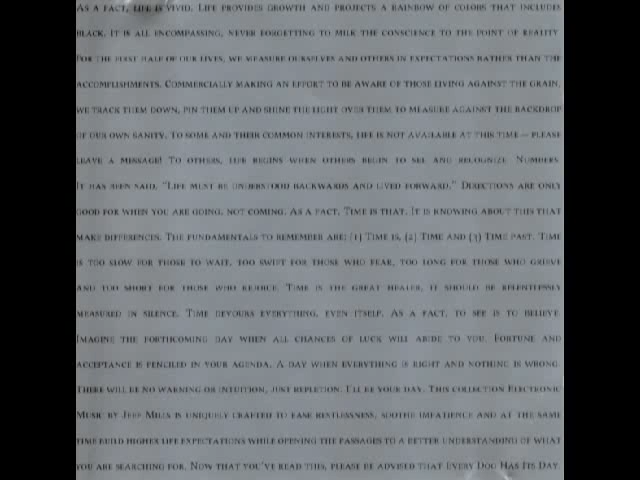 As a fact, life is vivid. Life provides growth and projects a rainbow of colors that includes
black. It is all encompassing, never forgetting to milk the conscience to the point of reality.
For the first half of our lives, we measure ourselves and others in expectations rather than the
accomplishments. Commercially making an effort to be aware of those living against the grain,
we track them down, pin them up and shine the light over them to measure against the backdrop
of our own sanity. To some and their common interests, life is not available at this time – please
leave a message! To others, life begins when others begin to see and recognize Numbers.
It has been said, "Life must be understood backwards and lived forward." Directions are only
good for when you are going, not coming. As a fact, Time is that. It is knowing about this that
make differences. The fundamentals to remember are: (1) Time is, (2) Time and (3) Time past. Time
is too slow for those to wait, too swift for those who fear, too long for those who grieve
and too short for those who rejoice. Time is the great healer, it should be relentlessly
measured in silence. Time devours everything, even itself. As a fact, to see is to believe.
Imagine the forthcoming day when all chances of luck will abide to you. Fortune and
acceptance is penciled in your agenda. A day when everything is right and nothing is wrong.
There will be no warning or intuition, just repletion. I'll be your day. This collection Electronic
Music by Jeff Mills is uniquely crafted to ease restlessness, soothe impatience and at the same
time build higher life expectations while opening the passages to a better understanding of what
you are searching for. Now that you've read this, please be advised that Every Dog Has Its Day.